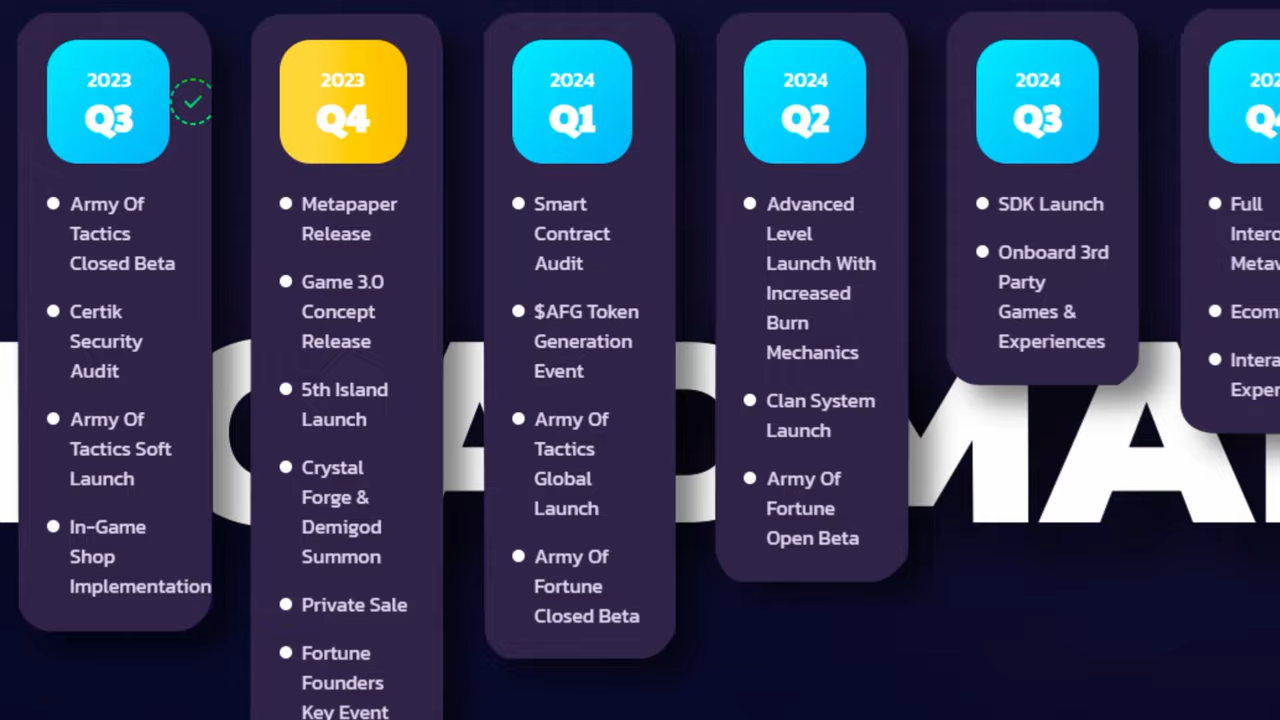 2023
Q3
Army Of
Tactics
Closed Beta
Certik
Security
Audit
Army Of
Tactics Soft
Launch
In-Game
Shop
Implementation
2023
Q4
Metapaper
Release
Game 3.0
Concept
Release
5th Island
Launch
Crystal
Forge &
Demigod
Summon
Private Sale
Fortune
Founders
Key Event
2024
Q1
Smart
Contract
Audit
$AFG Token
Generation
Event
Army Of
Tactics
Global
Launch
Army Of
Fortune
Closed Beta
2024
Q2
Advanced
Level
Launch With
Increased
Burn
Mechanics
Clan System
Launch
Army Of
Fortune
Open Beta
2024
Q3
SDK Launch
Onboard 3rd
Party
Games &
Experiences
Full